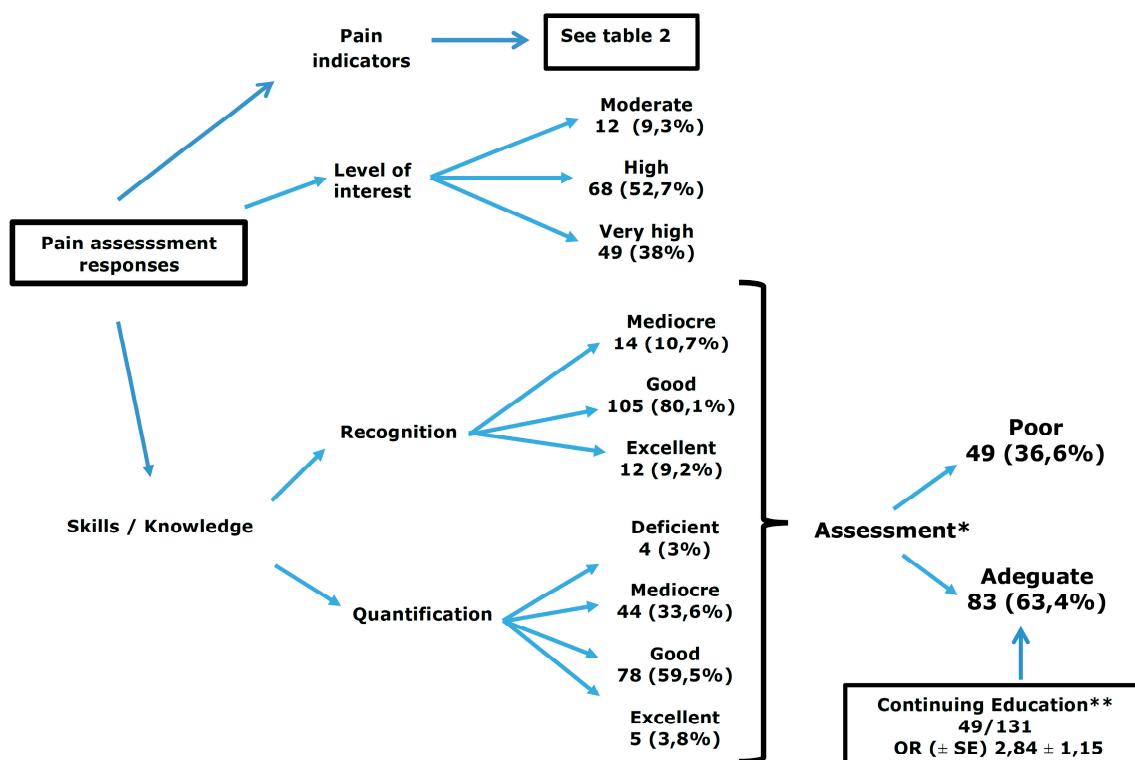 Pain
indicators
See table 2
Level of
interest
Moderate
12 (9,3%)
High
68 (52,7%)
Very high
49 (38%)
Pain assesssment
responses
Skills / Knowledge
Recognition
Mediocre
14 (10,7%)
Good
105 (80,1%)
Excellent
12 (9,2%)
Quantification
Deficient
4 (3%)
Mediocre
44 (33,6%)
Good
78 (59,5%)
Excellent
5 (3,8%)
Assessment*
Poor
49 (36,6%)
Adeguate
83 (63,4%)
Continuing Education**
49/131
OR (± SE) 2,84 ± 1,15